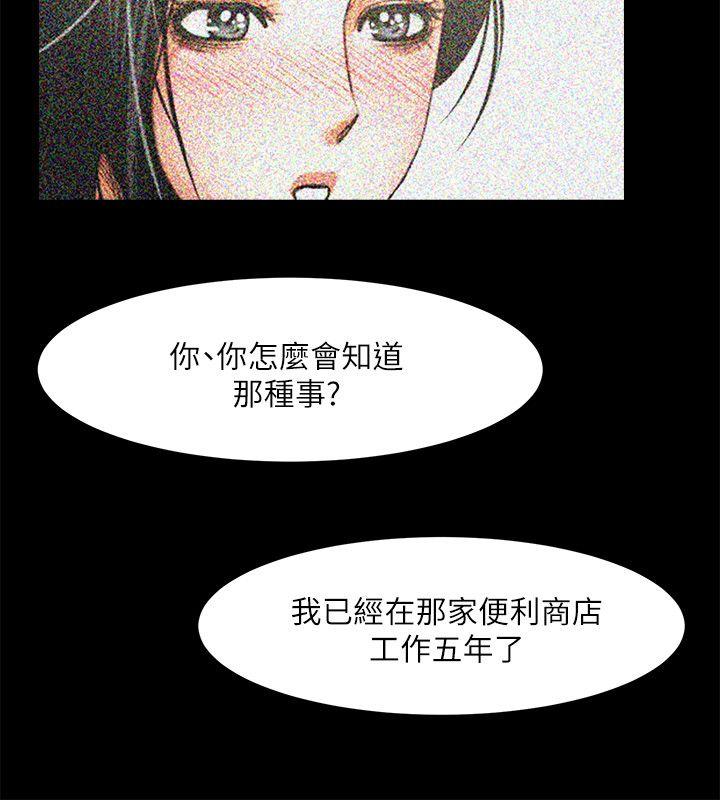 你、你怎麼會知道
那種事?
我已經在那家便利商店
工作五年了